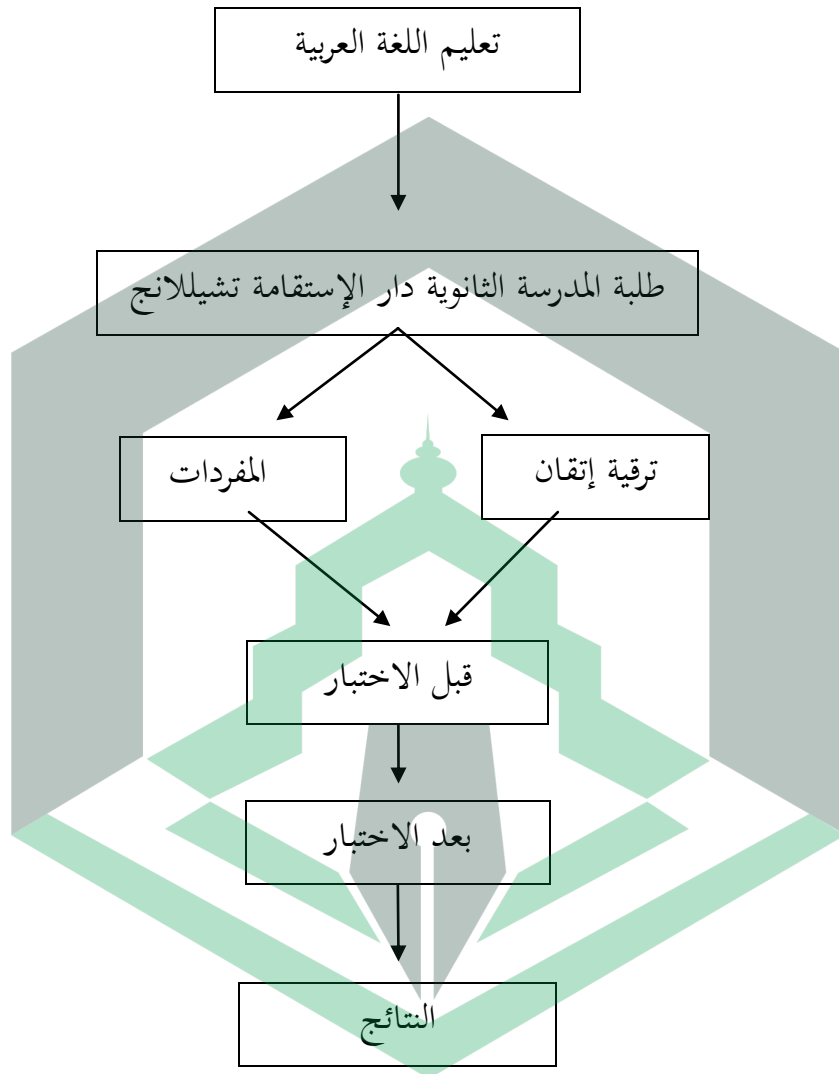 تعليم اللغة العربية
طلبة المدرسة الثانوية دار الإستقامة تشيللانج
ترقية إتقان
المفردات
قبل الاختبار
بعد الاختبار
النتائج